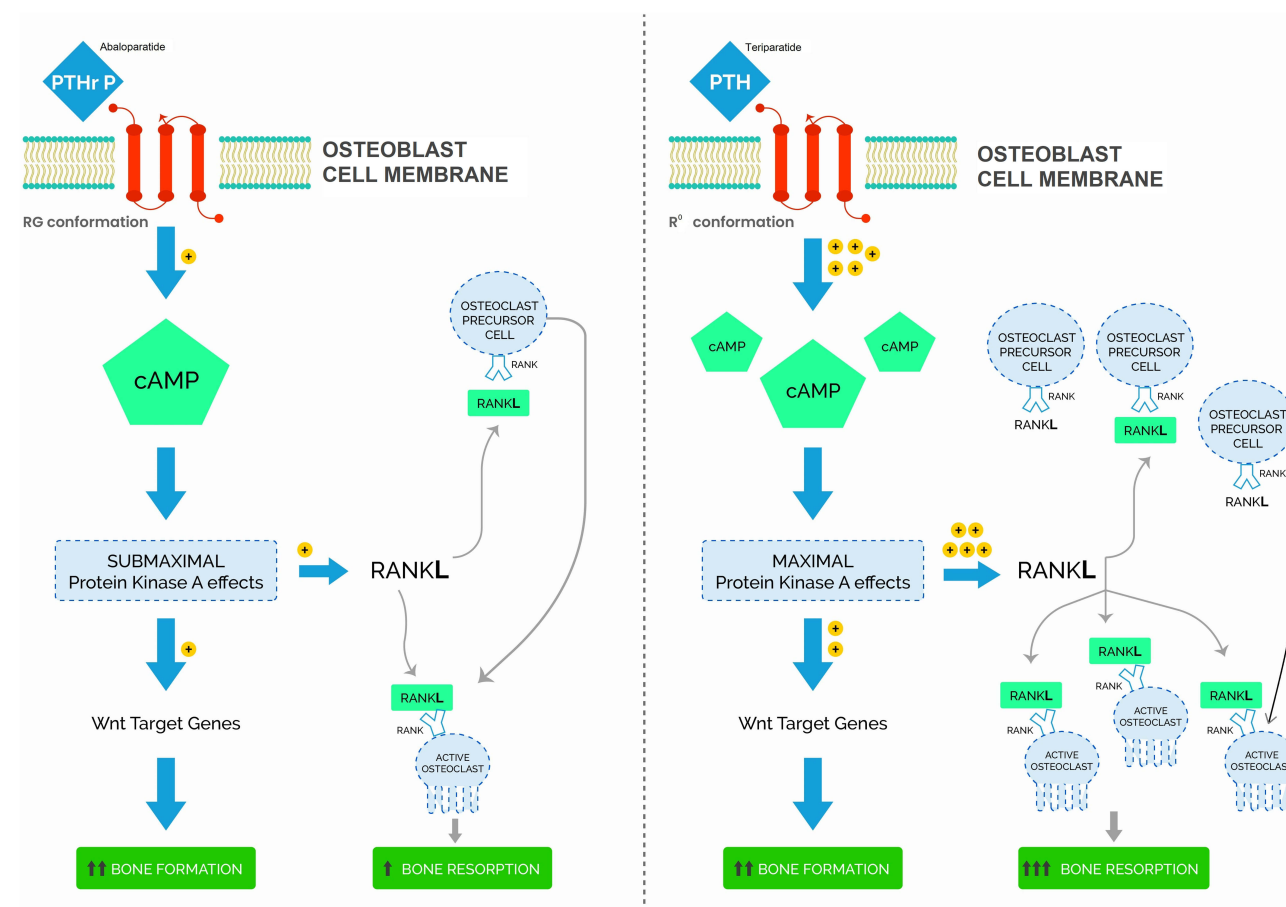 Abaloparatide
PTHr P
OSTEOBLAST
CELL MEMBRANE
RG conformation
+
cAMP
OSTEOCLAST
PRECURSOR
CELL
RANK
RANKL
SUBMAXIMAL
Protein Kinase A effects
+
RANKL
+
Wnt Target Genes
RANKL
RANK
ACTIVE
OSTEOCLAST
BONE FORMATION
BONE RESORPTION
Teriparatide
PTH
OSTEOBLAST
CELL MEMBRANE
R⁰ conformation
+ + +
+ +
cAMP
cAMP
cAMP
OSTEOCLAST
PRECURSOR
CELL
RANK
RANKL
OSTEOCLAST
PRECURSOR
CELL
RANK
RANKL
OSTEOCLAST
PRECURSOR
CELL
RANK
RANKL
MAXIMAL
Protein Kinase A effects
+ +
+ + +
RANKL
+
+
Wnt Target Genes
RANKL
RANK
ACTIVE
OSTEOCLAST
RANKL
RANK
ACTIVE
OSTEOCLAST
RANKL
RANK
ACTIVE
OSTEOCLAS
BONE FORMATION
BONE RESORPTION